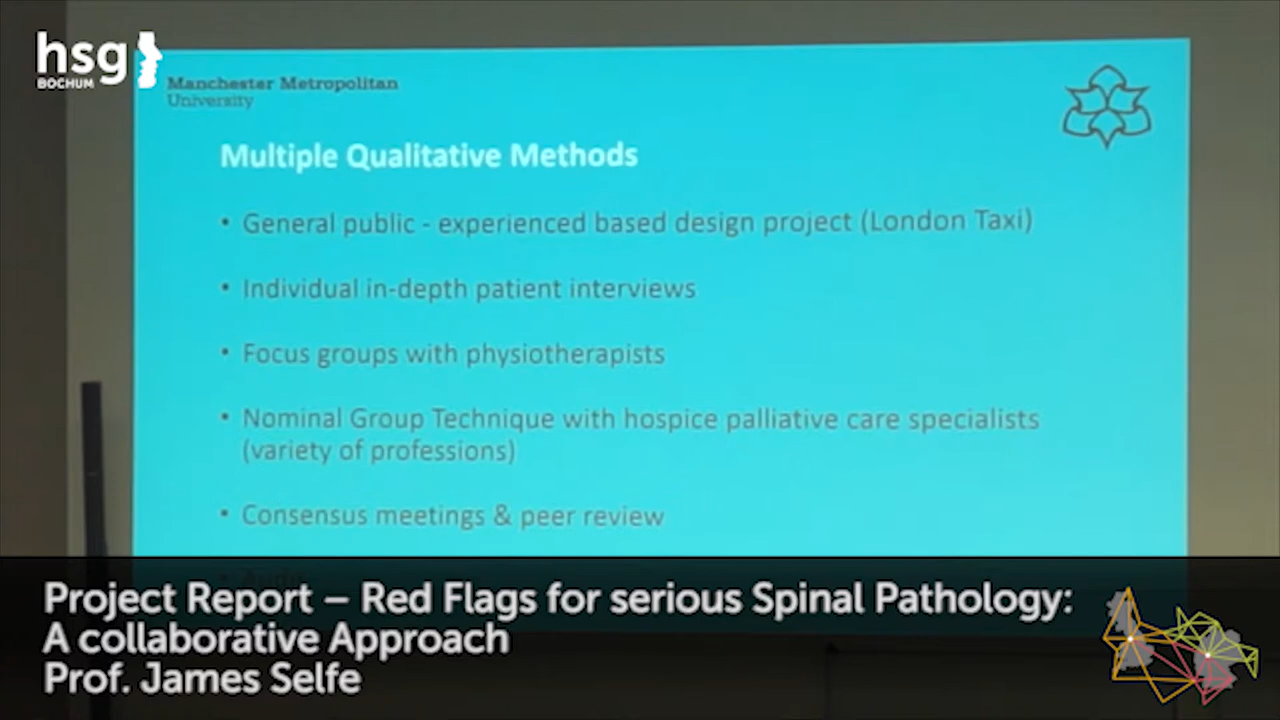 hsg
BOCHUM
Manchester Metropolitan
University
Multiple Qualitative Methods
• General public - experienced based design project (London Taxi)
• Individual in-depth patient interviews
• Focus groups with physiotherapists
• Nominal Group Technique with hospice palliative care specialists
(variety of professions)
• Consensus meetings & peer review
Project Report – Red Flags for serious Spinal Pathology:
A collaborative Approach
Prof. James Selfe